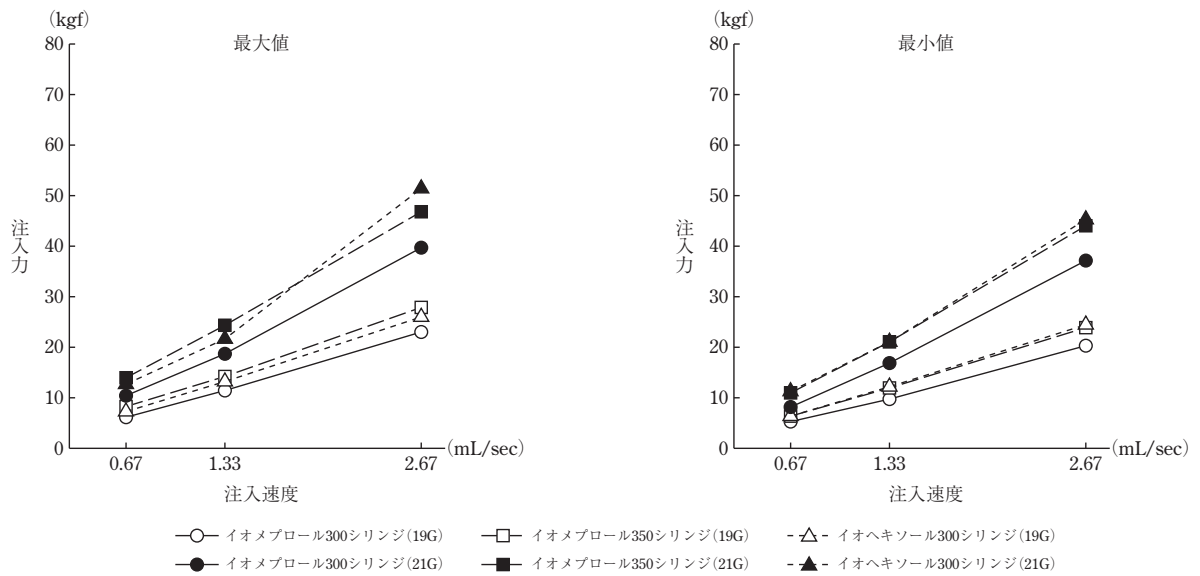 (kgf)
最大値
80
70
60
50
40
30
20
10
0
注入力
0.67
1.33
2.67
(mL/sec)
注入速度
(kgf)
最小値
80
70
60
50
40
30
20
10
0
注入力
0.67
1.33
2.67
(mL/sec)
注入速度
イオメプロール300シリンジ(19G)
イオメプロール350シリンジ(19G)
イオヘキソール300シリンジ(19G)
イオメプロール300シリンジ(21G)
イオメプロール350シリンジ(21G)
イオヘキソール300シリンジ(21G)